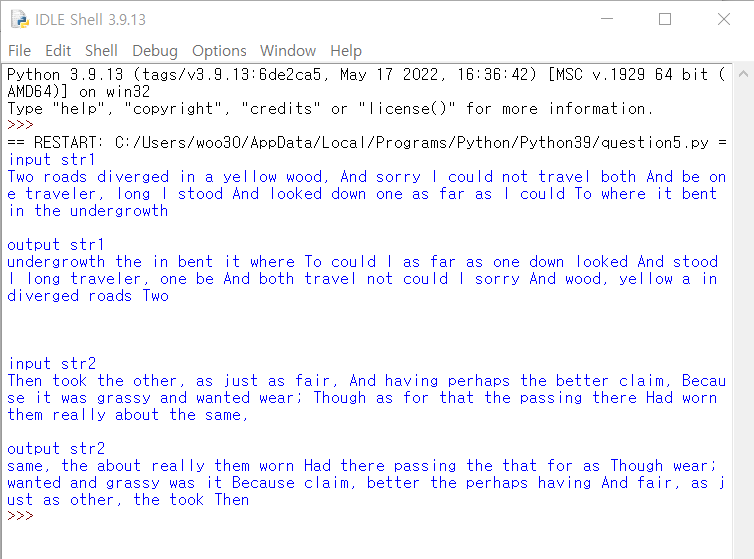 IDLE Shell 3.9.13
File Edit Shell Debug Options Window Help
Python 3.9.13 (tags/v3.9.13:6de2ca5, May 17 2022, 16:36:42) [MSC v.1929 64 bit (
AMD64)] on win32
Type "help", "copyright", "credits" or "license()" for more information.
>>>
== RESTART: C:/Users/woo30/AppData/Local/Programs/Python/Python39/question5.py =
input str1
Two roads diverged in a yellow wood, And sorry I could not travel both And be on
e traveler, long I stood And looked down one as far as I could To where it bent
in the undergrowth
output str1
undergrowth the in bent it where To could I as far as one down looked And stood
I long traveler, one be And both travel not could I sorry And wood, yellow a in
diverged roads Two
input str2
Then took the other, as just as fair, And having perhaps the better claim, Becau
se it was grassy and wanted wear; Though as for that the passing there Had worn
them really about the same,
output str2
same, the about really them worn Had there passing the that for as Though wear;
wanted and grassy was it Because claim, better the perhaps having And fair, as j
ust as other, the took Then
>>>